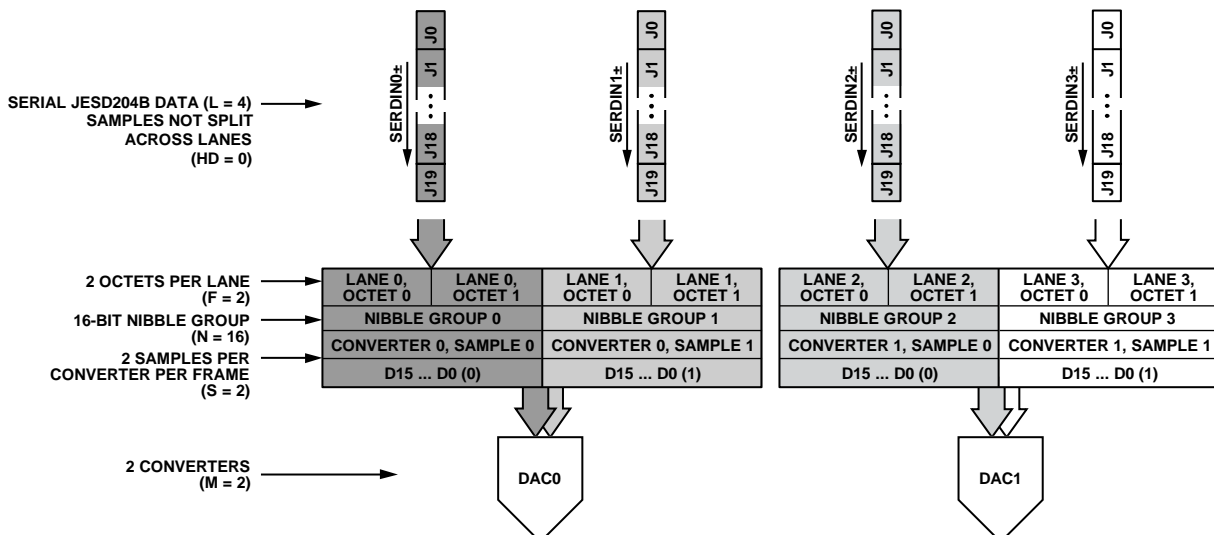 SERIAL JESD204B DATA (L = 4)
SAMPLES NOT SPLIT
ACROSS LANES
(HD = 0)
SERDIN0±
J0
J1
J18
J19
SERDIN1±
J0
J1
J18
J19
SERDIN2±
J0
J1
J18
J19
SERDIN3±
J0
J1
J18
J19
2 OCTETS PER LANE
(F = 2)
LANE 0,
OCTET 0
LANE 0,
OCTET 1
LANE 1,
OCTET 0
LANE 1,
OCTET 1
LANE 2,
OCTET 0
LANE 2,
OCTET 1
LANE 3,
OCTET 0
LANE 3,
OCTET 1
16-BIT NIBBLE GROUP
(N = 16)
NIBBLE GROUP 0
NIBBLE GROUP 1
NIBBLE GROUP 2
NIBBLE GROUP 3
2 SAMPLES PER
CONVERTER PER FRAME
(S = 2)
CONVERTER 0, SAMPLE 0
CONVERTER 0, SAMPLE 1
CONVERTER 1, SAMPLE 0
CONVERTER 1, SAMPLE 1
D15 ... D0 (0)
D15 ... D0 (1)
D15 ... D0 (0)
D15 ... D0 (1)
2 CONVERTERS
(M = 2)
DAC0
DAC1